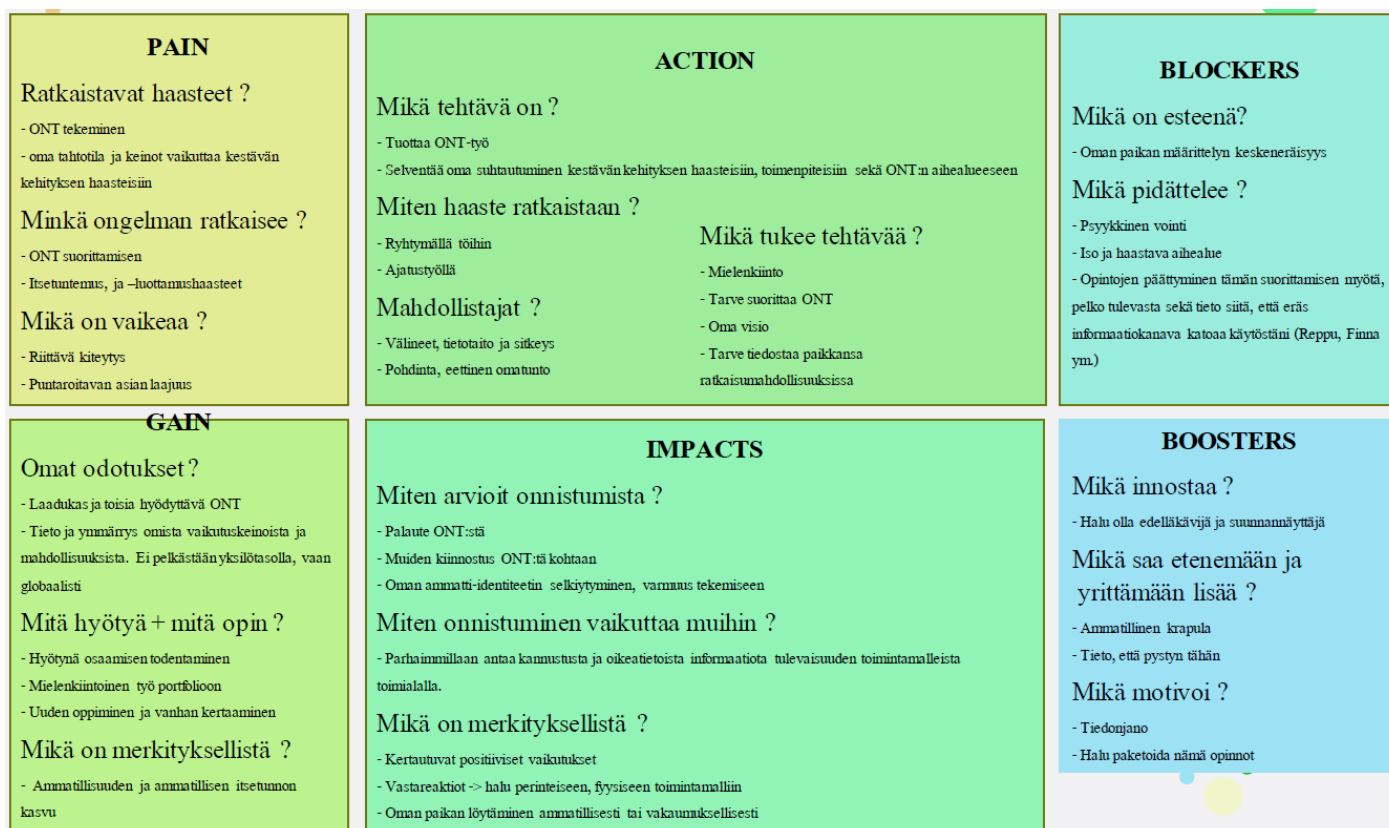 PAIN
Ratkaistavat haasteet ?
- ONT tekeminen
- oma tahtotila ja keinot vaikuttaa kestävän
kehityksen haasteisiin
Minkä ongelman ratkaisee ?
- ONT suorittamisen
- Itsetuntemus, ja –luottamushaasteet
Mikä on vaikeaa ?
- Riittävä kiteytys
- Puntaroitavan asian laajuus
ACTION
Mikä tehtävä on ?
- Tuottaa ONT-työ
- Selventää oma suhtautuminen kestävän kehityksen haasteisiin, toimenpiteisiin sekä ONT:n aihealueeseen
Miten haaste ratkaistaan ?
- Ryhtymällä töihin
- Ajatustyöllä
Mahdollistajat ?
- Välineet, tietotaito ja sitkeys
- Pohdinta, eettinen omatunto
Mikä tukee tehtävää ?
- Mielenkiinto
- Tarve suorittaa ONT
- Oma visio
- Tarve tiedostaa paikkansa
ratkaisumahdollisuuksissa
BLOCKERS
Mikä on esteenä?
- Oman paikan määrittelyn keskeneräisyys
Mikä pidättelee ?
- Psyykkinen vointi
- Iso ja haastava aihealue
- Opintojen päättyminen tämän suorittamisen myötä,
pelko tulevasta sekä tieto siitä, että eräs
informaatiokanava katoaa käytöstäni (Reppu, Finna
ym.)
GAIN
Omat odotukset ?
- Laadukas ja toisia hyödyttävä ONT
- Tieto ja ymmärrys omista vaikutuskeinoista ja
mahdollisuuksista. Ei pelkästään yksilötasolla, vaan
globaalisti
Mitä hyötyä + mitä opin ?
- Hyötynä osaamisen todentaminen
- Mielenkiintoinen työ portfolioon
- Uuden oppiminen ja vanhan kertaaminen
Mikä on merkityksellistä ?
- Ammatillisuuden ja ammatillisen itsetunnon
kasvu
IMPACTS
Miten arvioit onnistumista ?
- Palaute ONT:stä
- Muiden kiinnostus ONT:tä kohtaan
- Oman ammatti-identiteetin selkiytyminen, varmuus tekemiseen
Miten onnistuminen vaikuttaa muihin ?
- Parhaimmillaan antaa kannustusta ja oikeatietoista informaatiota tulevaisuuden toimintamalleista
toimialalla.
Mikä on merkityksellistä ?
- Kertautuvat positiiviset vaikutukset
- Vastareaktiot -> halu perinteiseen, fyysiseen toimintamalliin
- Oman paikan löytäminen ammatillisesti tai vakaumuksellisesti
BOOSTERS
Mikä innostaa ?
- Halu olla edelläkävijä ja suunnannäyttäjä
Mikä saa etenemään ja
yrittämään lisää ?
- Ammatillinen krapula
- Tieto, että pystyn tähän
Mikä motivoi ?
- Tiedonjano
- Halu paketoida nämä opinnot